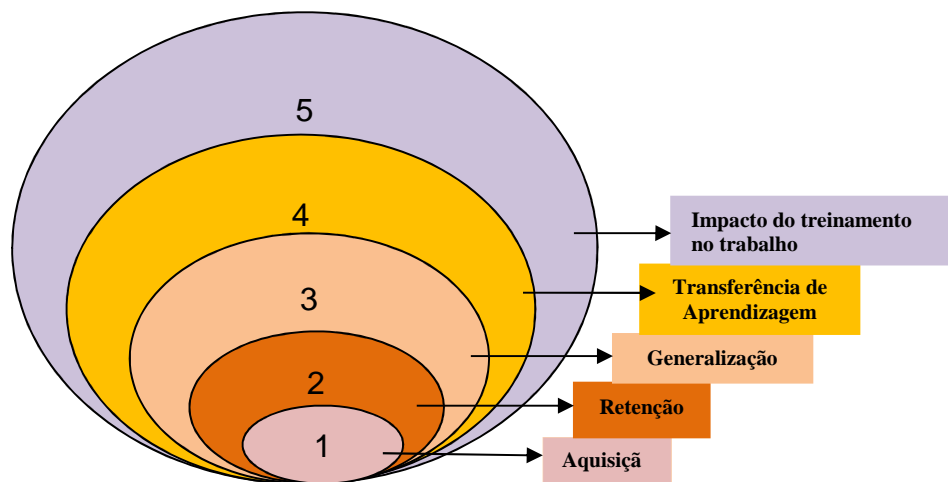 5
4
3
2
1
Impacto do treinamento
no trabalho
Transferência de
Aprendizagem
Generalização
Retenção
Aquisiçã